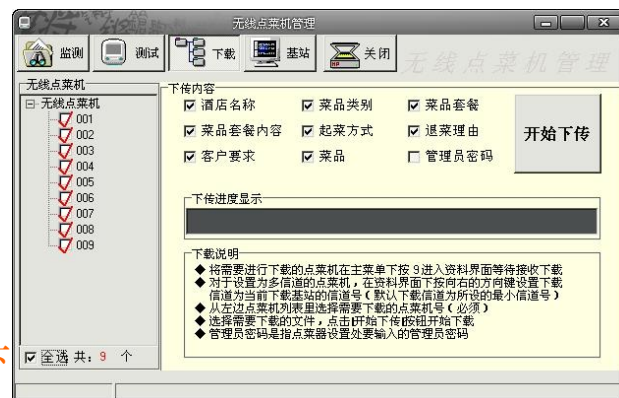 无线点菜机管理
监测 测试 下载 基站 关闭
无线点菜机管理
无线点菜机
无线点菜机
001
002
003
004
005
006
007
008
009
全选 共: 9 个
下传内容
酒店名称 菜品类别 菜品套餐
菜品套餐内容 起菜方式 退菜理由
客户要求 菜品 管理员密码
开始下传
下传进度显示
下载说明
◆ 将需要进行下载的点菜机在主菜单下按9进入资料界面等待接收下载
◆ 对于设置为多信道的点菜机,在资料界面下按向右的方向键设置下载
信道为当前下载基站的信道号(默认下载信道为所设的最小信道号)
◆ 从左边点菜机列表里选择需要下载的点菜机号(必须)
◆ 选择需要下载的文件,点击[开始下传]按钮开始下载
◆ 管理员密码是指点菜器设置处要输入的管理员密码